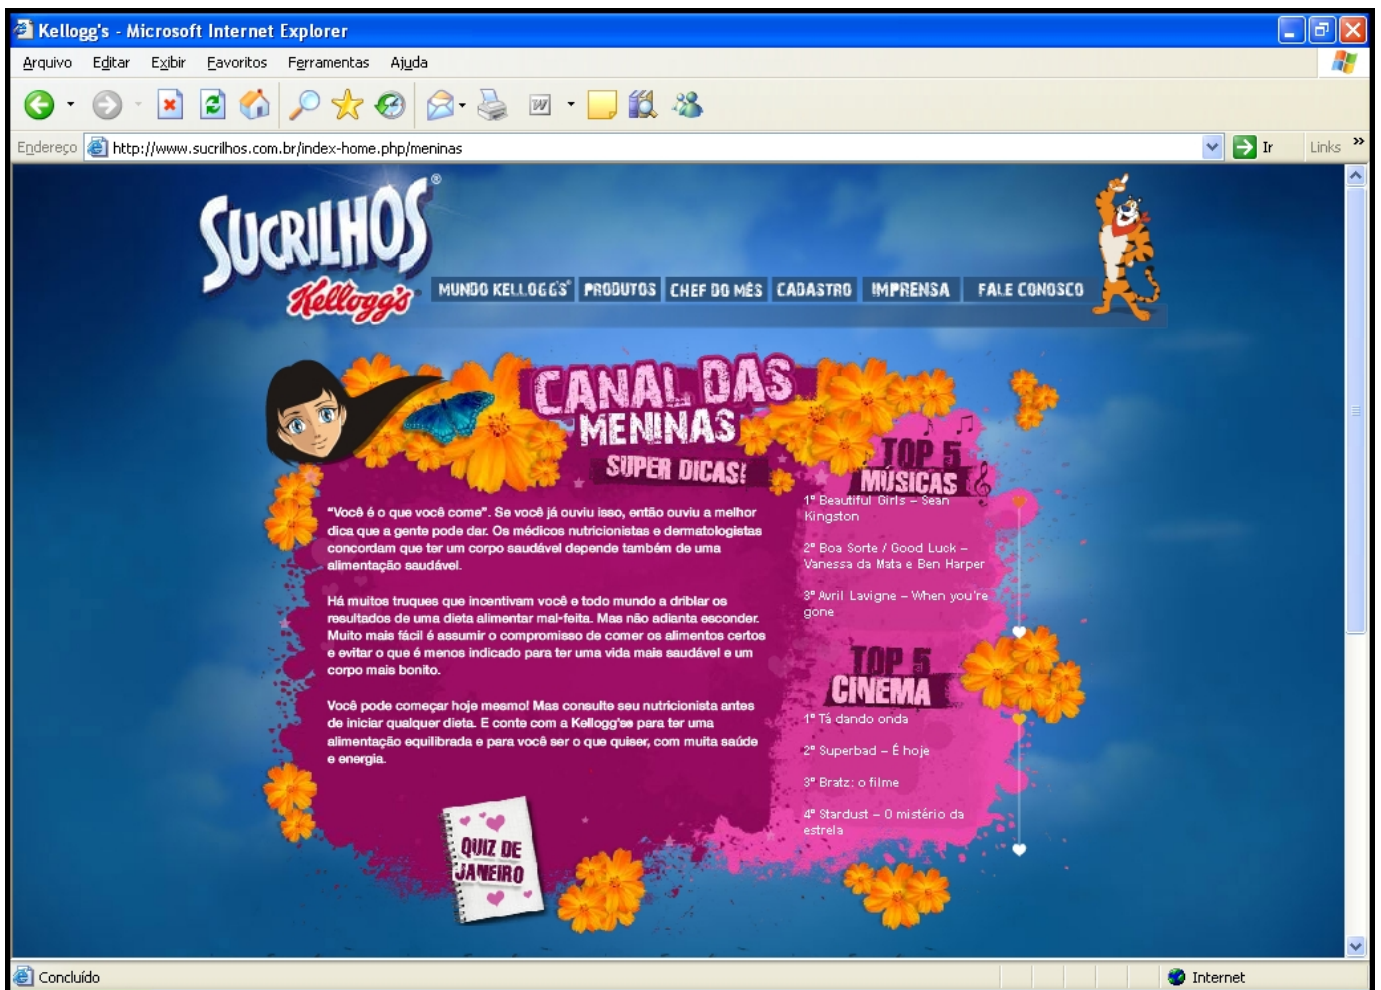 Kellogg's - Microsoft Internet Explorer
Arquivo Editar Exibir Favoritos Ferramentas Ajuda
Endereço http://www.sucrilhos.com.br/index-home.php/meninas Ir Links »
SUCRILHOS®
Kellogg's
MUNDO KELLOGG'S® PRODUTOS CHEF DO MÊS CADASTRO IMPRENSA FALE CONOSCO
CANAL DAS
MENINAS
SUPER DICAS!
“Você é o que você come”. Se você já ouviu isso, então ouviu a melhor
dica que a gente pode dar. Os médicos nutricionistas e dermatologistas
concordam que ter um corpo saudável depende também de uma
alimentação saudável.
Há muitos truques que incentivam você e todo mundo a driblar os
resultados de uma dieta alimentar mal-feita. Mas não adianta esconder.
Muito mais fácil é assumir o compromisso de comer os alimentos certos
e evitar o que é menos indicado para ter uma vida mais saudável e um
corpo mais bonito.
Você pode começar hoje mesmo! Mas consulte seu nutricionista antes
de iniciar qualquer dieta. E conte com a Kellogg'se para ter uma
alimentação equilibrada e para você ser o que quiser, com muita saúde
e energia.
QUIZ DE
JANEIRO
TOP 5
MÚSICAS
1º Beautiful Girls – Sean
Kingston
2º Boa Sorte / Good Luck –
Vanessa da Mata e Ben Harper
3º Avril Lavigne – When you're
gone
TOP 5
CINEMA
1º Tá dando onda
2º Superbad – É hoje
3º Bratz: o filme
4º Stardust – O mistério da
estrela
Concluído Internet